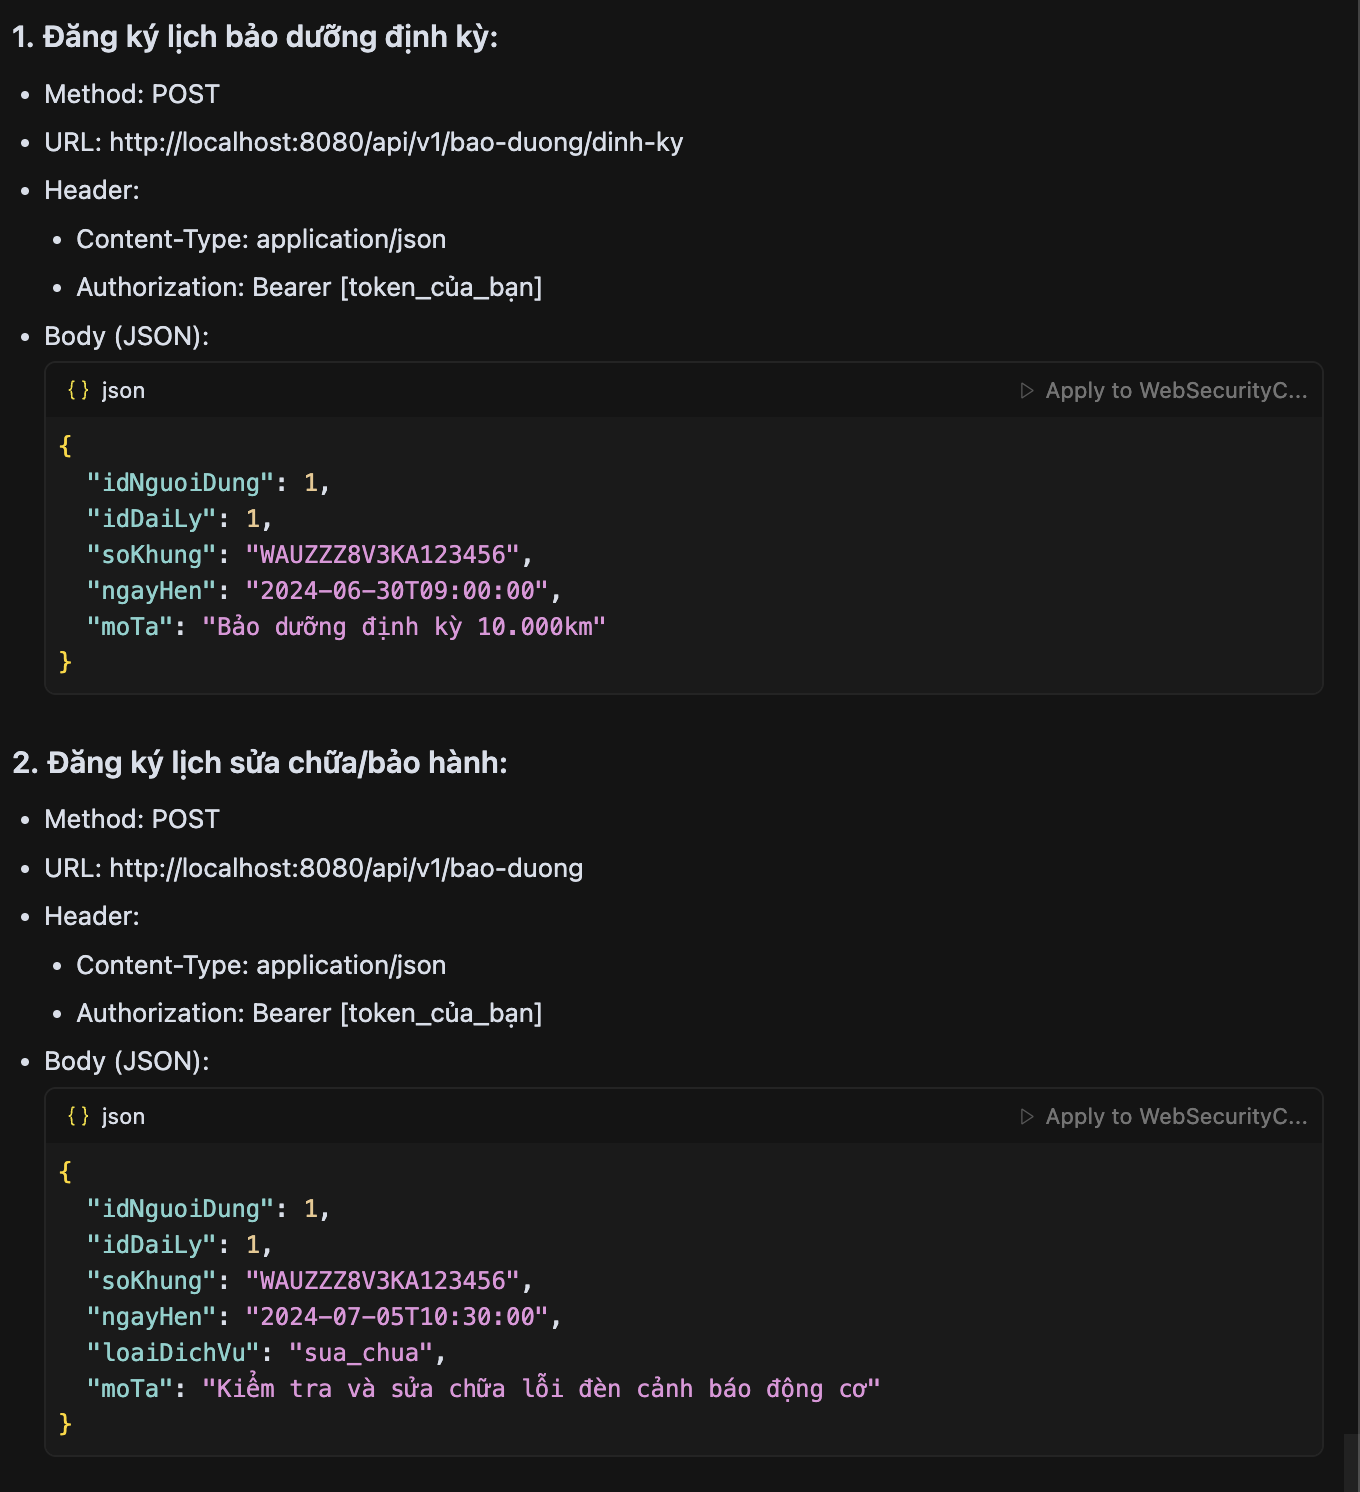 1. Đăng ký lịch bảo dưỡng định kỳ:
• Method: POST
• URL: http://localhost:8080/api/v1/bao-duong/dinh-ky
• Header:
• Content-Type: application/json
• Authorization: Bearer [token_của_bạn]
• Body (JSON):
{} json
Apply to WebSecurityC...
{
"idNguoiDung": 1,
"idDaiLy": 1,
"soKhung": "WAUZZZ8V3KA123456",
"ngayHen": "2024-06-30T09:00:00",
"moTa": "Bảo dưỡng định kỳ 10.000km"
}
2. Đăng ký lịch sửa chữa/bảo hành:
• Method: POST
• URL: http://localhost:8080/api/v1/bao-duong
• Header:
• Content-Type: application/json
• Authorization: Bearer [token_của_bạn]
• Body (JSON):
{} json
Apply to WebSecurityC...
{
"idNguoiDung": 1,
"idDaiLy": 1,
"soKhung": "WAUZZZ8V3KA123456",
"ngayHen": "2024-07-05T10:30:00",
"loaiDichVu": "sua_chua",
"moTa": "Kiểm tra và sửa chữa lỗi đèn cảnh báo động cơ"
}